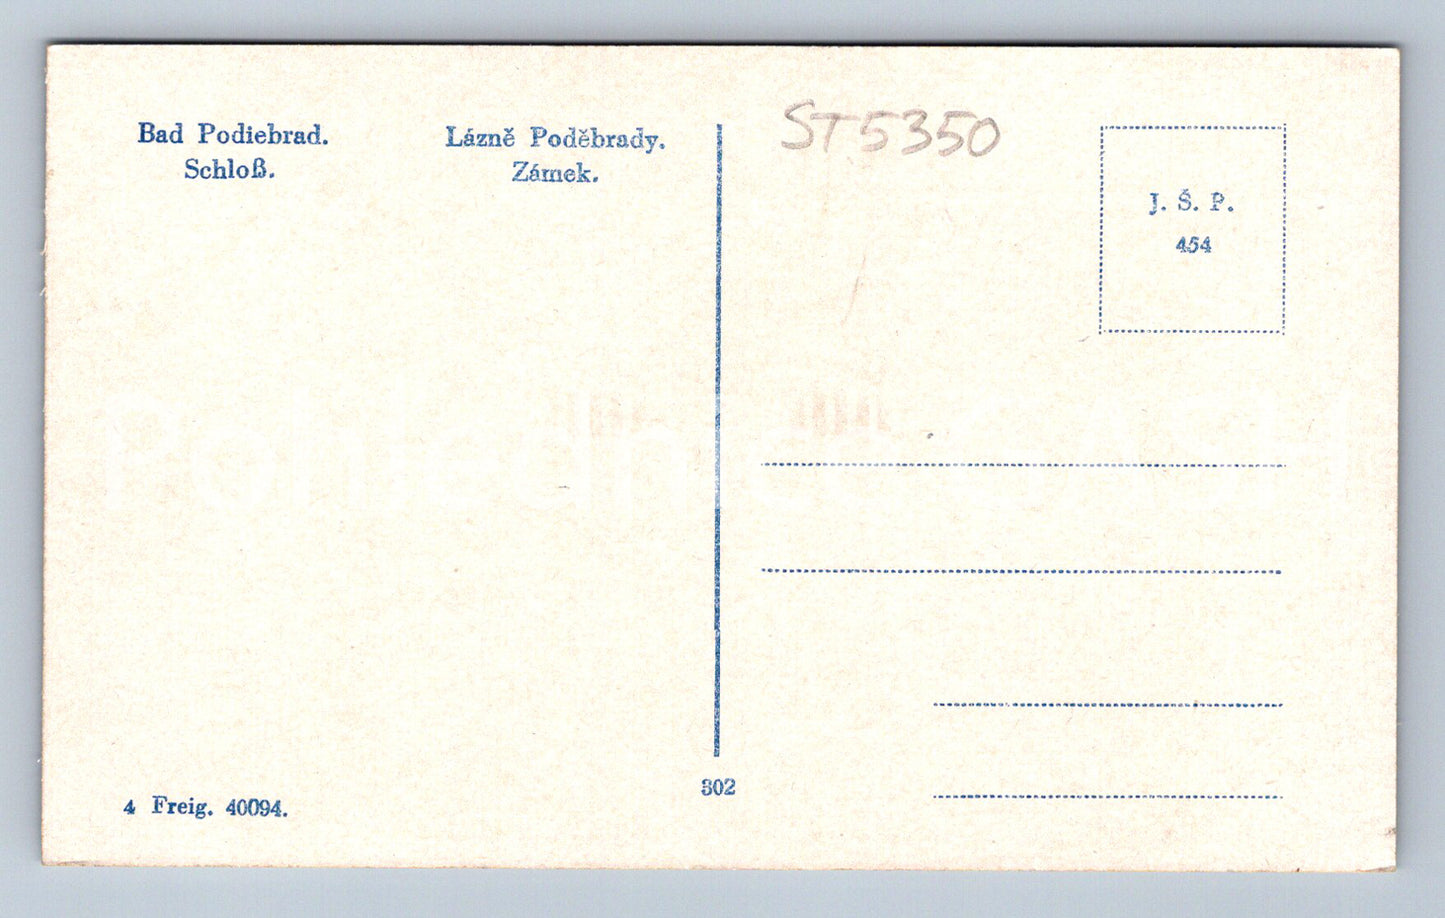 Bad Podiebrad.
Schloß.
Lázně Poděbrady.
Zámek.
ST5350
J. Š. P.
454
302
4 Freig. 40094.